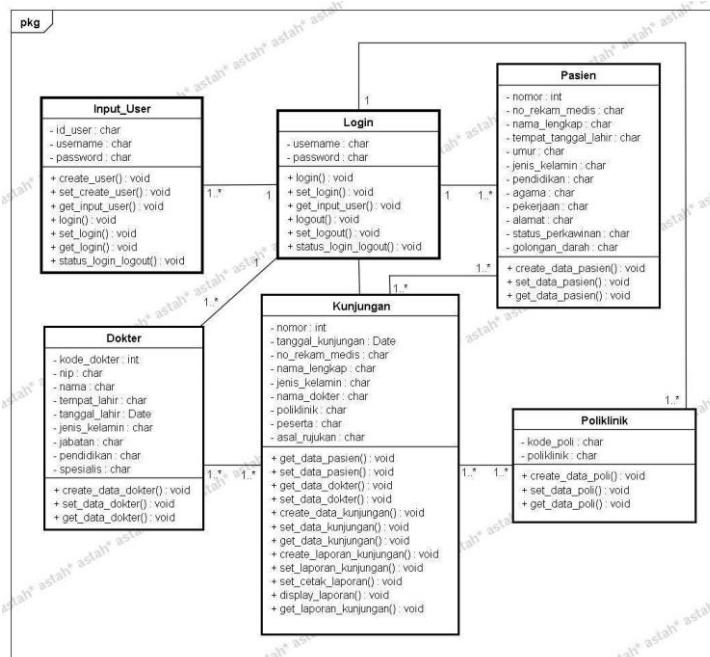 pkg
Input_User
- id_user : char
- username : char
- password : char
+ create_user() : void
+ set_create_user() : void
+ get_input_user() : void
+ login() : void
+ set_login() : void
+ get_login() : void
+ status_login_logout() : void
1..*
1
Login
- username : char
- password : char
+ login() : void
+ set_login() : void
+ get_input_user() : void
+ logout() : void
+ set_logout() : void
+ status_login_logout() : void
1
1
1..*
1
1..*
Pasien
- nomor : int
- no_rekam_medis : char
- nama_lengkap : char
- tempat_tanggal_lahir : char
- umur : char
- jenis_kelamin : char
- pendidikan : char
- agama : char
- pekerjaan : char
- alamat : char
- status_perkawinan : char
- golongan_darah : char
+ create_data_pasien() : void
+ set_data_pasien() : void
+ get_data_pasien() : void
1..*
1..*
Dokter
- kode_dokter : int
- nip : char
- nama : char
- tempat_lahir : char
- tanggal_lahir : Date
- jenis_kelamin : char
- jabatan : char
- pendidikan : char
- spesialis : char
+ create_data_dokter() : void
+ set_data_dokter() : void
+ get_data_dokter() : void
1..*
1..*
Kunjungan
- nomor : int
- tanggal_kunjungan : Date
- no_rekam_medis : char
- nama_lengkap : char
- jenis_kelamin : char
- nama_dokter : char
- poliklinik : char
- peserta : char
- asal_rujukan : char
+ get_data_pasien() : void
+ set_data_pasien() : void
+ get_data_dokter() : void
+ set_data_dokter() : void
+ create_data_kunjungan() : void
+ set_data_kunjungan() : void
+ get_data_kunjungan() : void
+ create_laporan_kunjungan() : void
+ set_laporan_kunjungan() : void
+ set_cetak_laporan() : void
+ display_laporan() : void
+ get_laporan_kunjungan() : void
1..*
1..*
1..*
Poliklinik
- kode_poli : char
- poliklinik : char
+ create_data_poli() : void
+ set_data_poli() : void
+ get_data_poli() : void
astah* astah* astah* astah* astah*